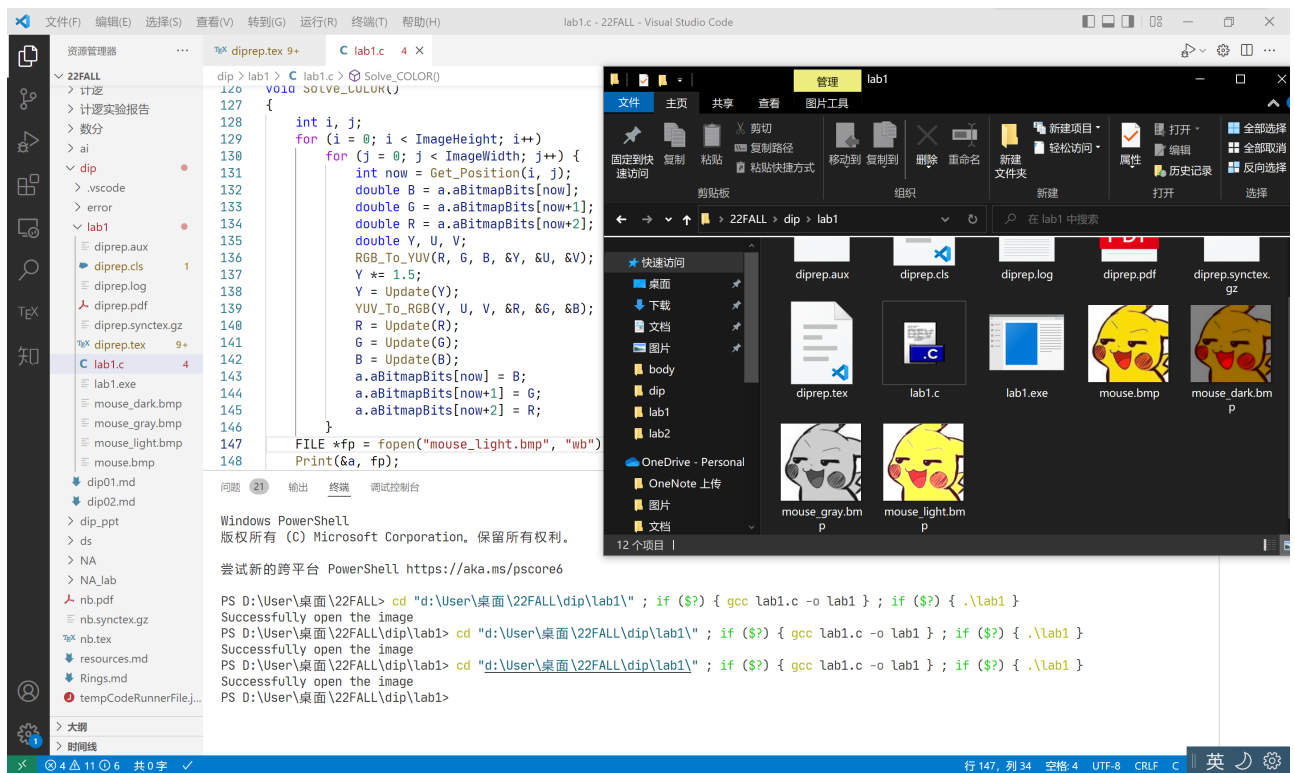 文件(F) 编辑(E) 选择(S) 查看(V) 转到(G) 运行(R) 终端(T) 帮助(H) lab1.c - 22FALL - Visual Studio Code
资源管理器 ···
22FALL
计逻
计逻实验报告
数分
ai
dip
.vscode
error
lab1
diprep.aux
diprep.cls 1
diprep.log
diprep.pdf
diprep.synctex.gz
TEX diprep.tex 9+
C lab1.c 4
lab1.exe
mouse_dark.bmp
mouse_gray.bmp
mouse_light.bmp
mouse.bmp
dip01.md
dip02.md
dip_ppt
ds
NA
NA_lab
nb.pdf
nb.synctex.gz
TEX nb.tex
resources.md
Rings.md
tempCodeRunnerFile.j...
大纲
时间线
TEX
知
1
TEX diprep.tex 9+ C lab1.c 4 ×
dip > lab1 > C lab1.c > Solve_COLOR()
126 void Solve_COLOR()
127 {
128 int i, j;
129 for (i = 0; i < ImageHeight; i++)
130 for (j = 0; j < ImageWidth; j++) {
131 int now = Get_Position(i, j);
132 double B = a.aBitmapBits[now];
133 double G = a.aBitmapBits[now+1];
134 double R = a.aBitmapBits[now+2];
135 double Y, U, V;
136 RGB_To_YUV(R, G, B, &Y, &U, &V);
137 Y *= 1.5;
138 Y = Update(Y);
139 YUV_To_RGB(Y, U, V, &R, &G, &B);
140 R = Update(R);
141 G = Update(G);
142 B = Update(B);
143 a.aBitmapBits[now] = B;
144 a.aBitmapBits[now+1] = G;
145 a.aBitmapBits[now+2] = R;
146 }
147 FILE *fp = fopen("mouse_light.bmp", "wb")
148 Print(&a, fp);
问题 21 输出 终端 调试控制台
Windows PowerShell
版权所有 (C) Microsoft Corporation。保留所有权利。
尝试新的跨平台 PowerShell https://aka.ms/pscore6
PS D:\User\桌面\22FALL> cd "d:\User\桌面\22FALL\dip\lab1\" ; if ($?) { gcc lab1.c -o lab1 } ; if ($?) { .\lab1 }
Successfully open the image
PS D:\User\桌面\22FALL\dip\lab1> cd "d:\User\桌面\22FALL\dip\lab1\" ; if ($?) { gcc lab1.c -o lab1 } ; if ($?) { .\lab1 }
Successfully open the image
PS D:\User\桌面\22FALL\dip\lab1> cd "d:\User\桌面\22FALL\dip\lab1\" ; if ($?) { gcc lab1.c -o lab1 } ; if ($?) { .\lab1 }
Successfully open the image
PS D:\User\桌面\22FALL\dip\lab1>
管理 lab1
文件 主页 共享 查看 图片工具
固定到快速访问
复制
粘贴
剪切
复制路径
粘贴快捷方式
剪贴板
移动到 复制到 删除 重命名
组织
新建文件夹
新建项目
轻松访问
新建
属性
打开
编辑
历史记录
打开
全部选择
全部取消
反向选择
选择
22FALL > dip > lab1
在 lab1 中搜索
快速访问
桌面
下载
文档
图片
body
dip
lab1
lab2
OneDrive - Personal
OneNote 上传
图片
文档
diprep.aux diprep.cls diprep.log diprep.pdf diprep.synctex.gz
DEV
.C
diprep.tex lab1.c lab1.exe mouse.bmp mouse_dark.bmp
mouse_gray.bmp mouse_light.bmp
12 个项目
4 11 6 共 0 字
行 147，列 34 空格: 4 UTF-8 CRLF C
英